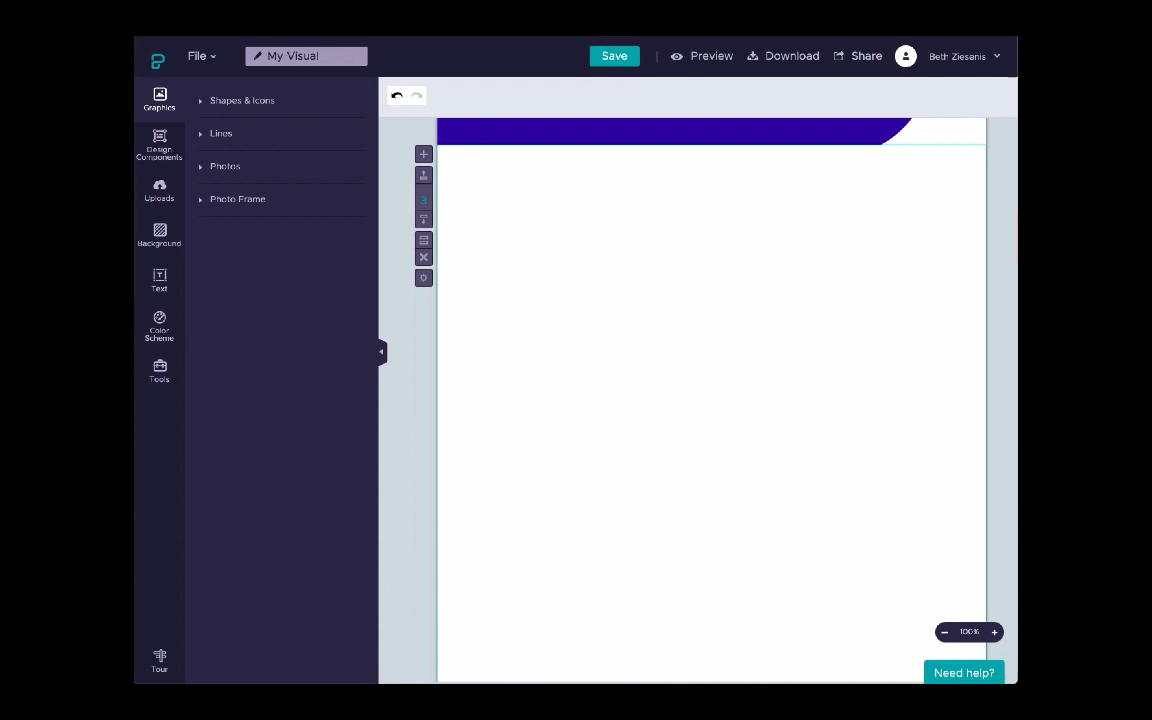 File
My Visual
Save
Preview
Download
Share
Beth Ziesenis
Graphics
Design
Components
Uploads
Background
Text
Color
Scheme
Tools
Tour
Shapes & Icons
Lines
Photos
Photo Frame
3
100%
Need help?